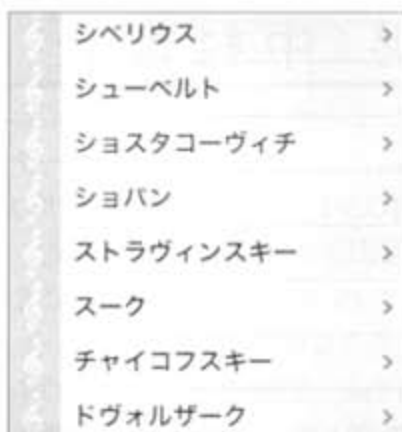 シベリウス
シューベルト
ショスタコーヴィチ
ショパン
ストラヴィンスキー
スーク
チャイコフスキー
ドヴォルザーク